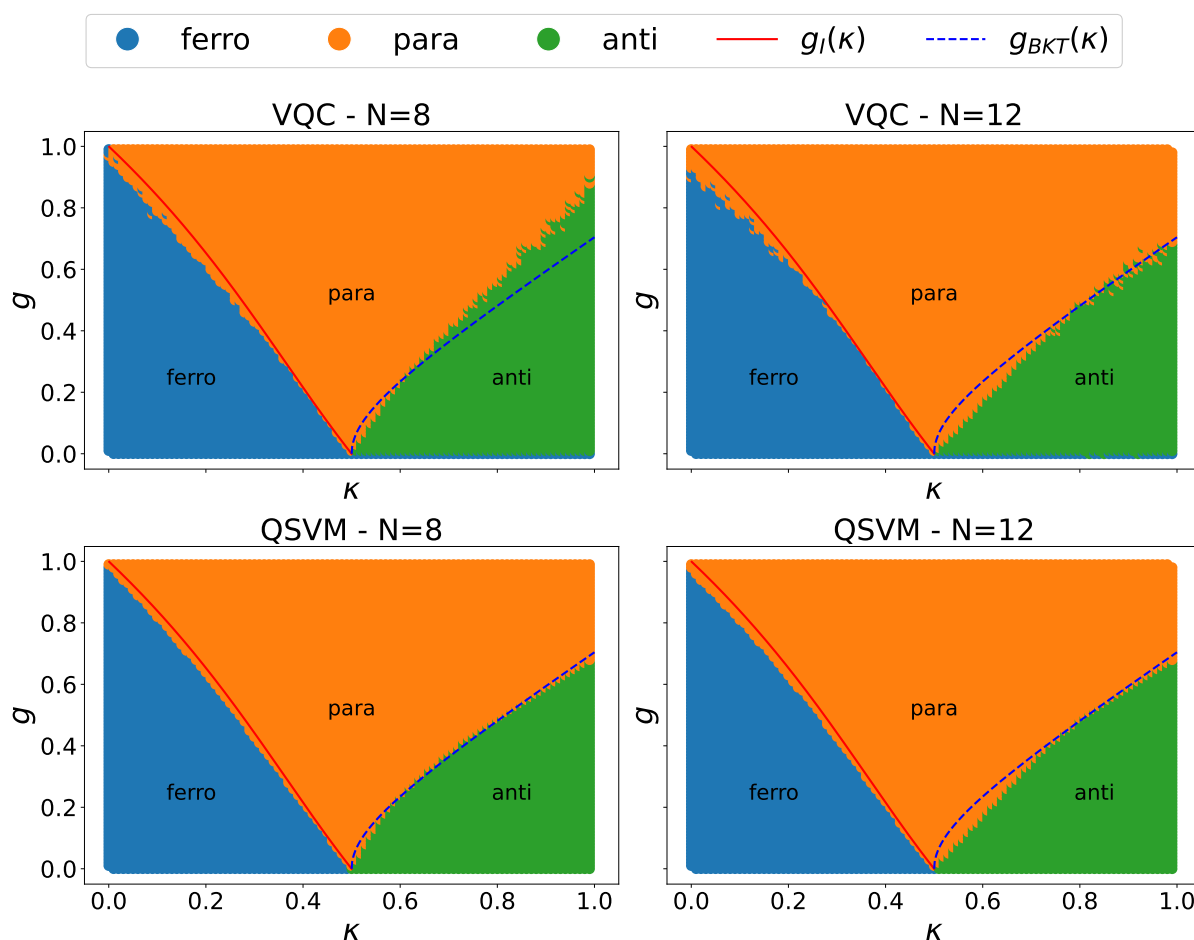 ferro para anti g_I(κ) g_{BKT}(κ)
VQC - N=8 VQC - N=12
1.0
0.8
0.6
0.4
0.2
0.0
g
para
ferro
anti
κ
g
para
ferro
anti
κ
QSVM - N=8 QSVM - N=12
1.0
0.8
0.6
0.4
0.2
0.0
g
para
ferro
anti
0.0 0.2 0.4 0.6 0.8 1.0
κ
g
para
ferro
anti
0.0 0.2 0.4 0.6 0.8 1.0
κ